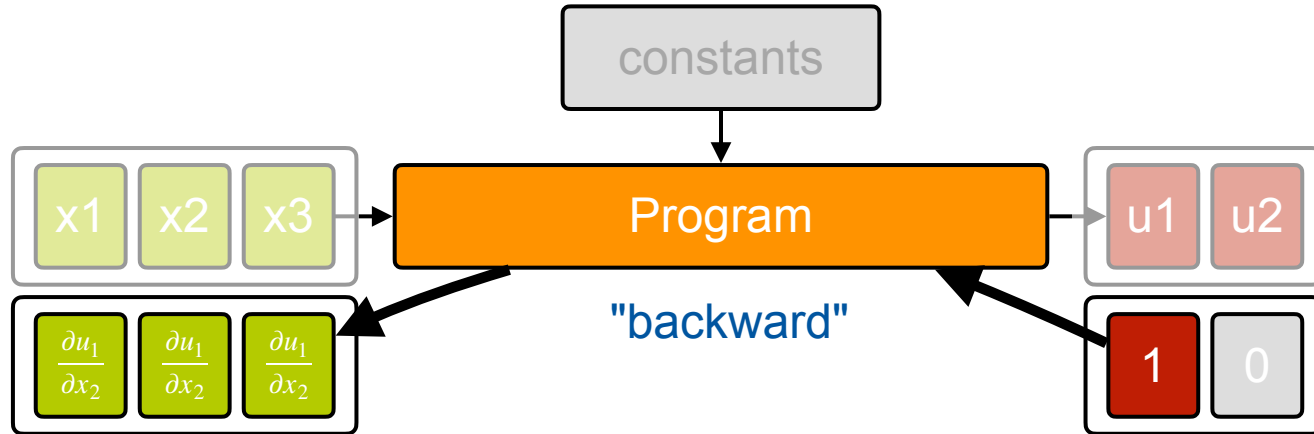 constants
x1 x2 x3 Program u1 u2
"backward"
∂u₁/∂x₂ ∂u₁/∂x₂ ∂u₁/∂x₂ 1 0